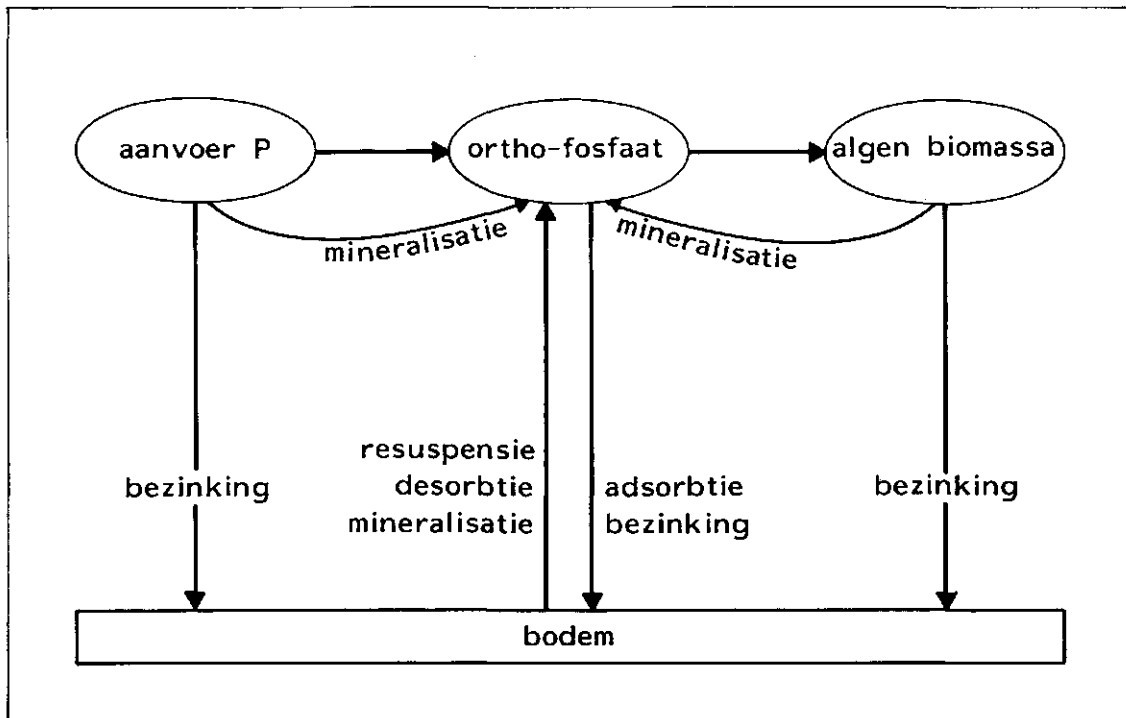 aanvoer P
ortho-fosfaat
algen biomassa
mineralisatie
mineralisatie
bezinking
resuspensie
desorbtie
mineralisatie
adsorbtie
bezinking
bezinking
bodem